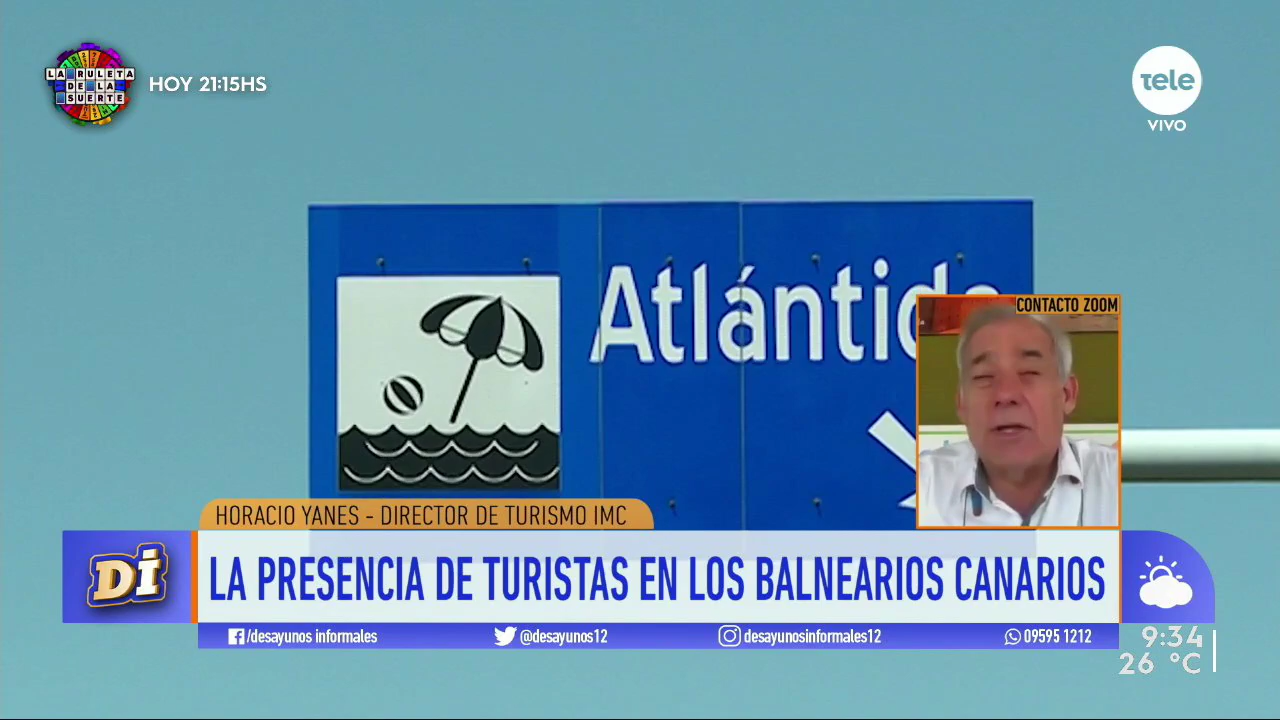 LA RULETA
DE LA
SUERTE
HOY 21:15HS
tele
VIVO
Atlántida
CONTACTO ZOOM
HORACIO YANES - DIRECTOR DE TURISMO IMC
Di
LA PRESENCIA DE TURISTAS EN LOS BALNEARIOS CANARIOS
/desayunos informales
@desayunos12
desayunosinformales12
09595 1212
9:34
26 °C